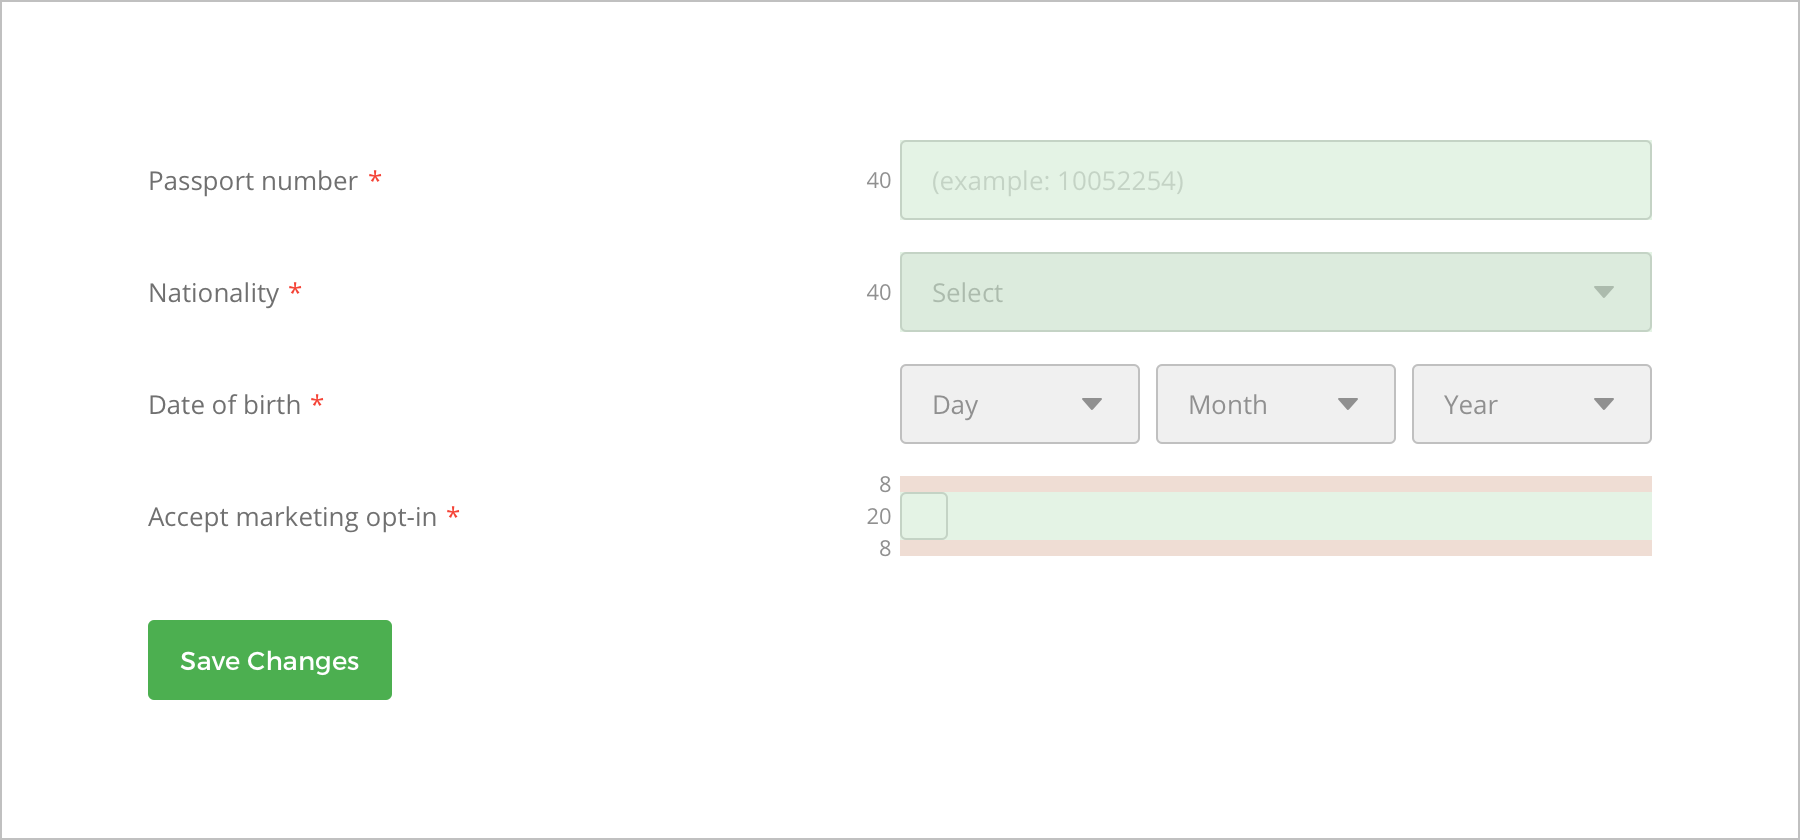 Passport number * 40 (example: 10052254)
Nationality * 40 Select
Date of birth * Day Month Year
8
Accept marketing opt-in * 20
8
Save Changes